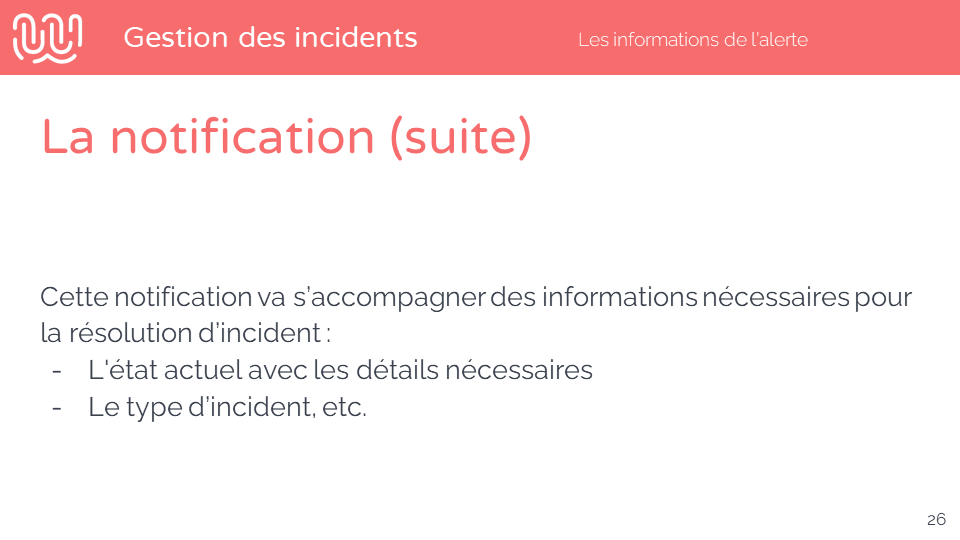 Gestion des incidents
Les informations de l'alerte
La notification (suite)
Cette notification va s’accompagner des informations nécessaires pour
la résolution d’incident :
- L'état actuel avec les détails nécessaires
- Le type d’incident, etc.
26